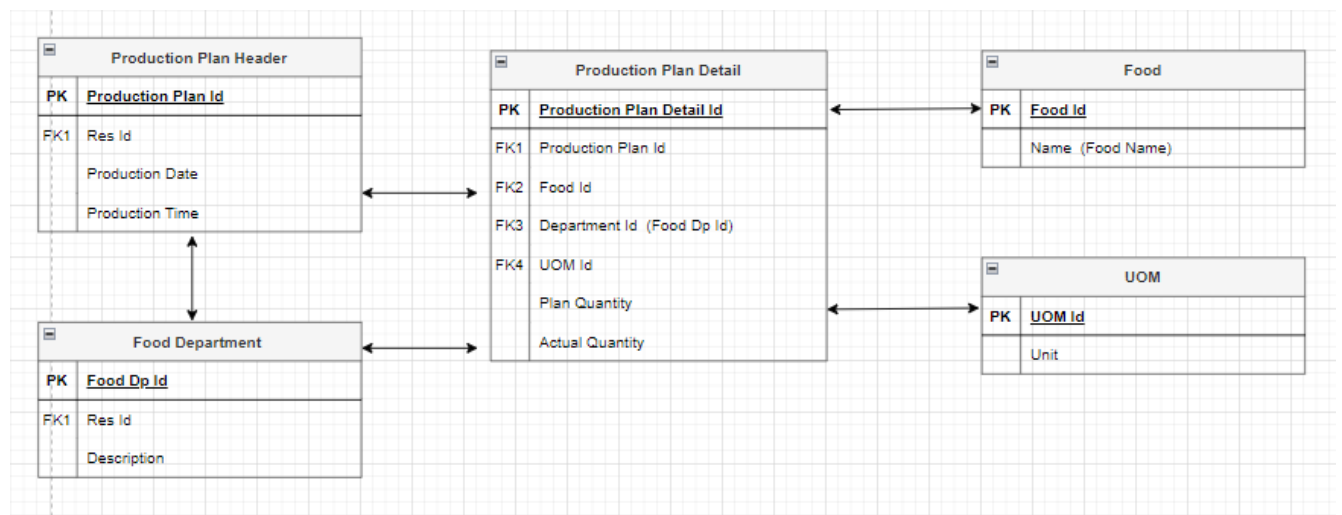 Production Plan Header
PK Production Plan Id
FK1 Res Id
Production Date
Production Time
Food Department
PK Food Dp Id
FK1 Res Id
Description
Production Plan Detail
PK Production Plan Detail Id
FK1 Production Plan Id
FK2 Food Id
FK3 Department Id (Food Dp Id)
FK4 UOM Id
Plan Quantity
Actual Quantity
Food
PK Food Id
Name (Food Name)
UOM
PK UOM Id
Unit